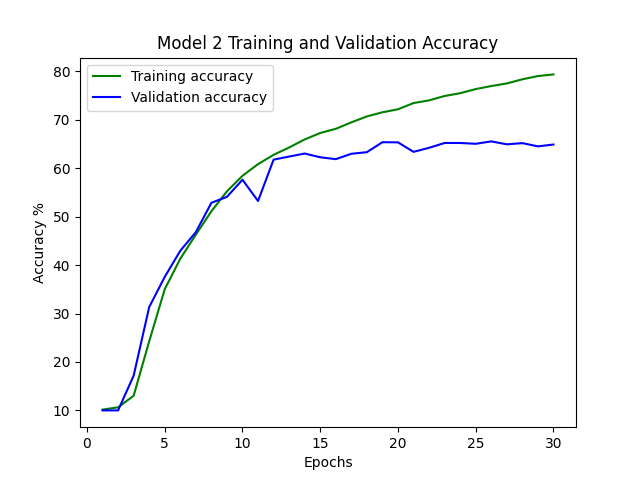 Model 2 Training and Validation Accuracy
Training accuracy
Validation accuracy
Accuracy %
80
70
60
50
40
30
20
10
0 5 10 15 20 25 30
Epochs